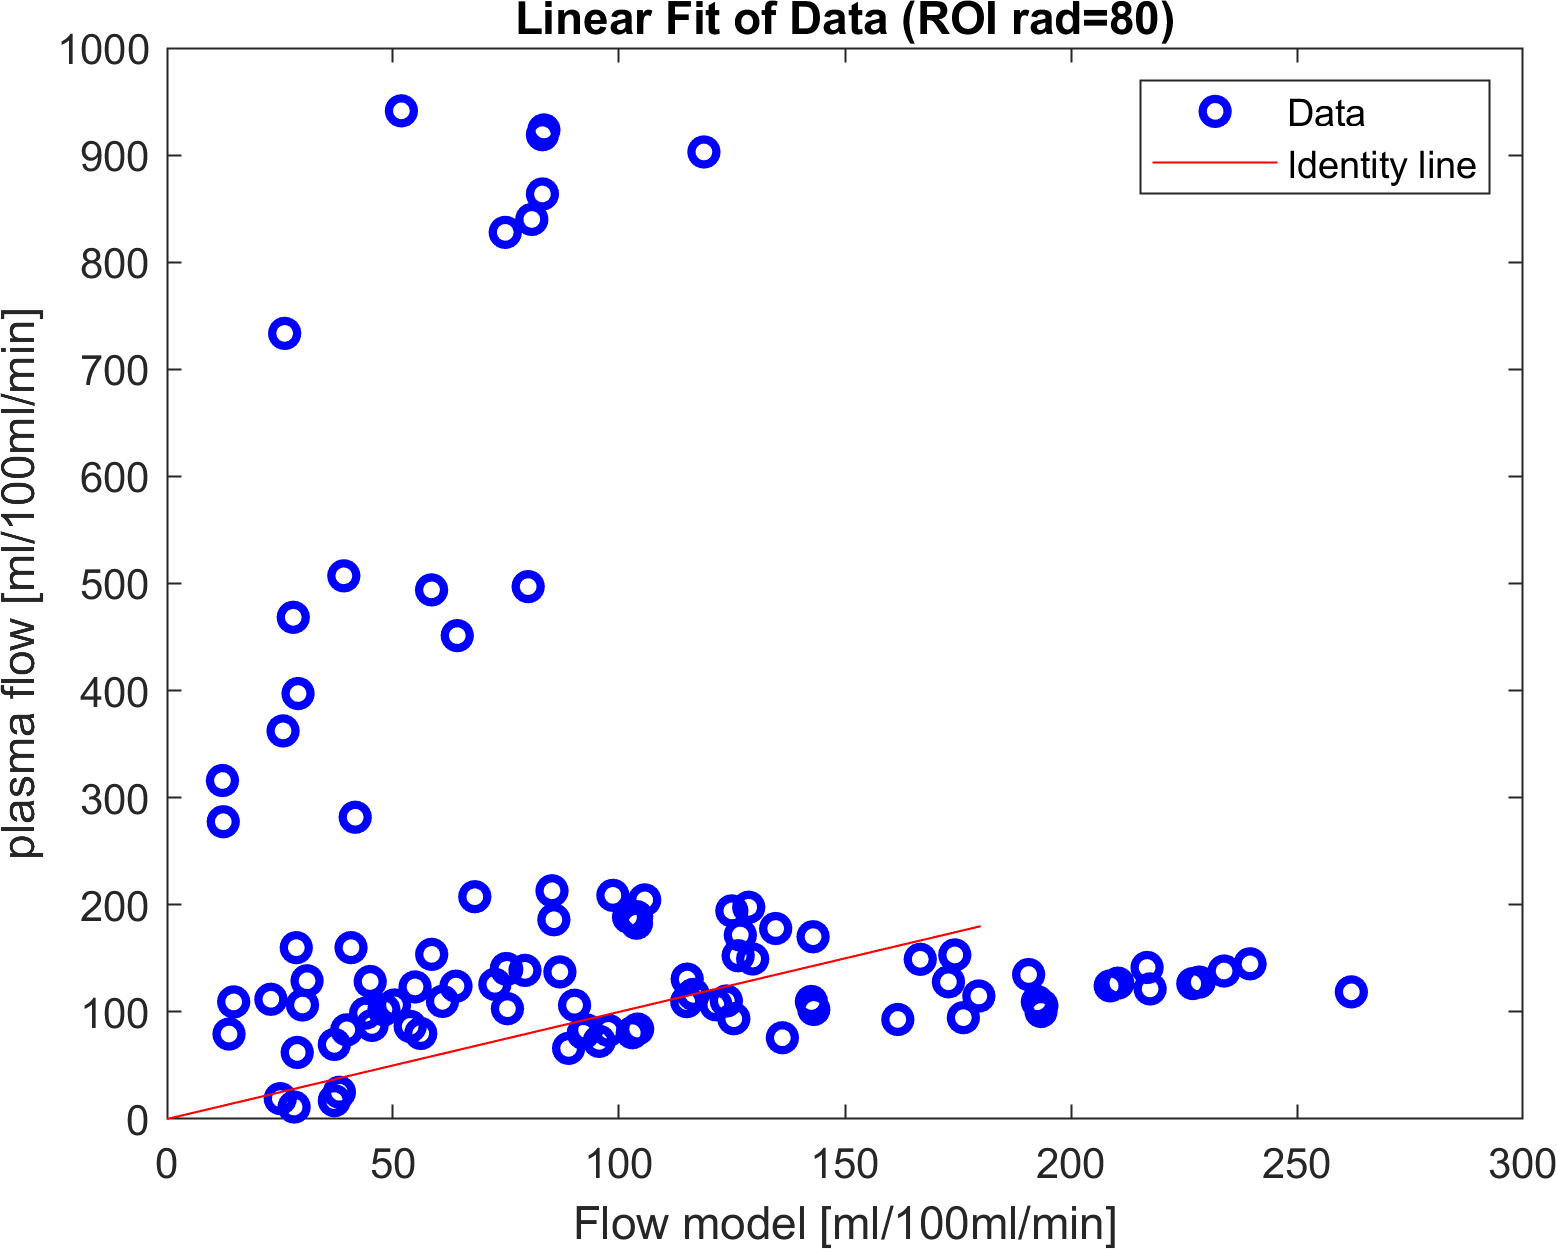 Linear Fit of Data (ROI rad=80)
1000
900
800
700
600
500
400
300
200
100
0
plasma flow [ml/100ml/min]
Data
Identity line
0 50 100 150 200 250 300
Flow model [ml/100ml/min]